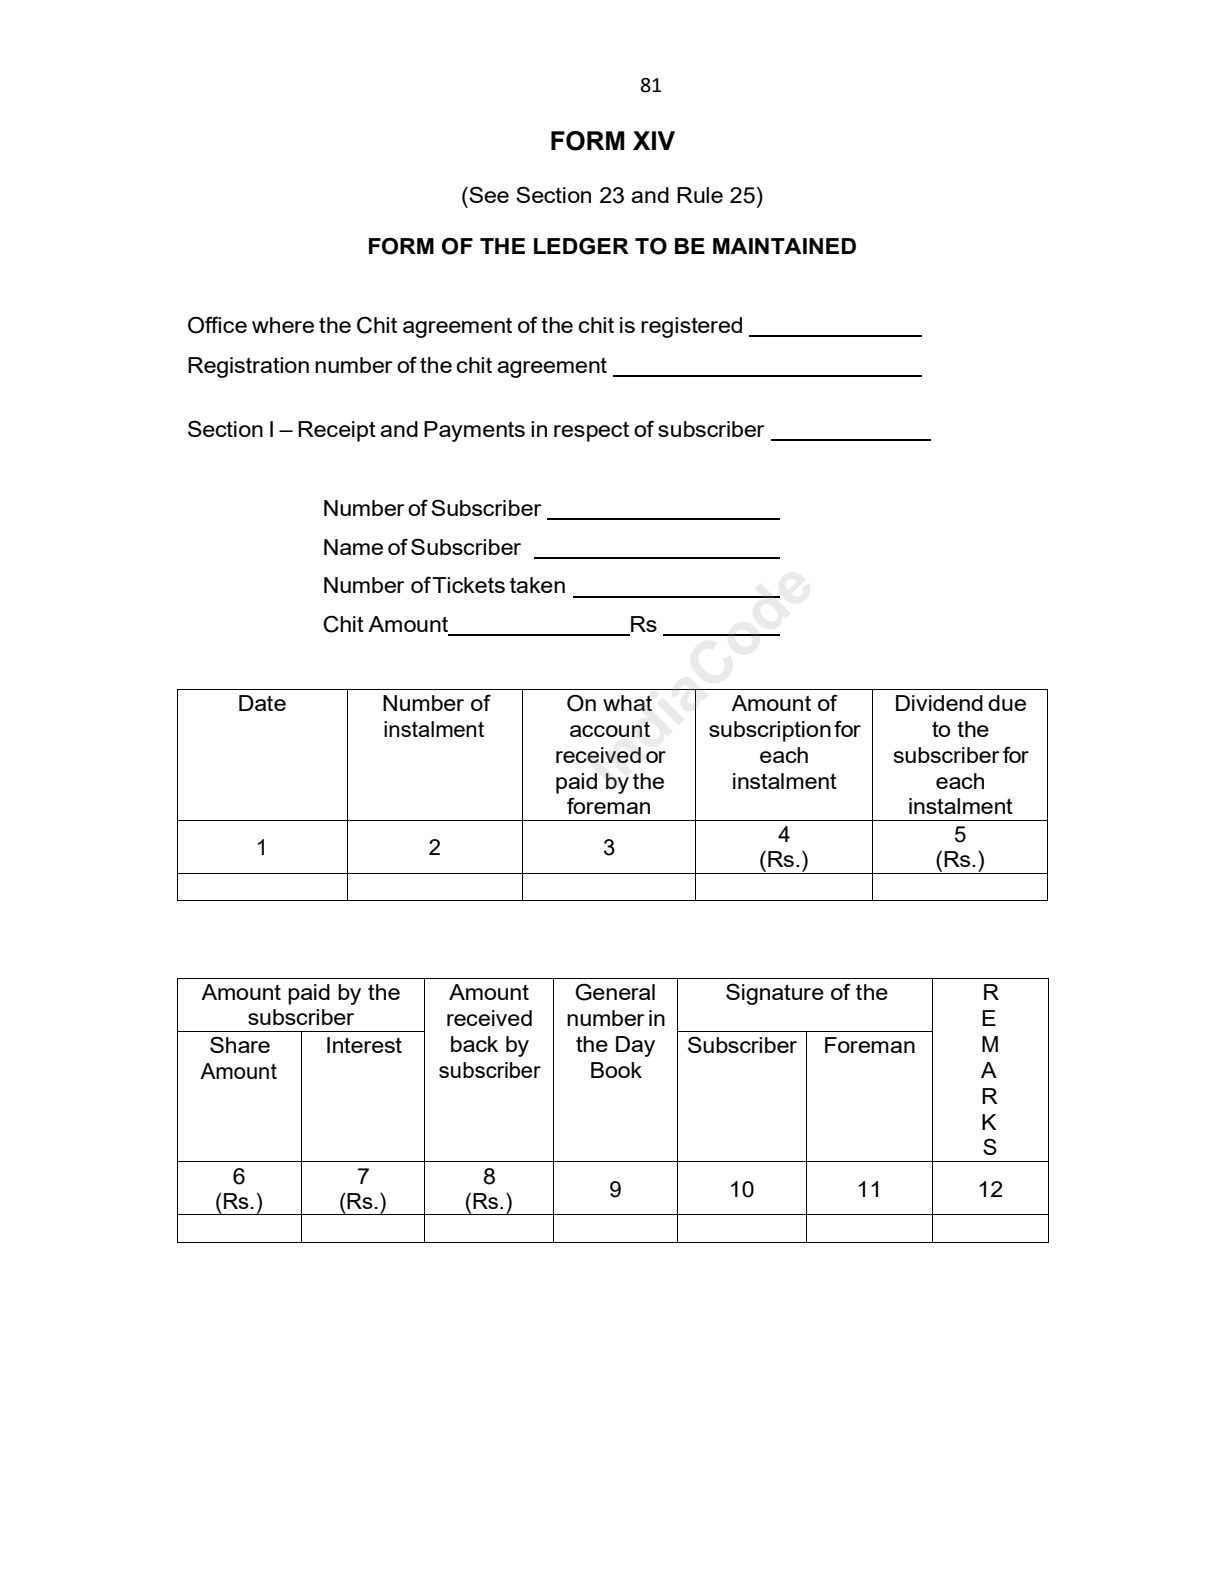 81
FORM XIV
(See Section 23 and Rule 25)
FORM OF THE LEDGER TO BE MAINTAINED
Office where the Chit agreement of the chit is registered
Registration number of the chit agreement
Section I – Receipt and Payments in respect of subscriber
Number of Subscriber
Name of Subscriber
Number of Tickets taken
Chit Amount Rs
IndiaCode
Date
Number of
instalment
On what
account
received or
paid by the
foreman
Amount of
subscription for
each
instalment
Dividend due
to the
subscriber for
each
instalment
1
2
3
4
(Rs.)
5
(Rs.)
Amount paid by the
subscriber
Share
Amount
Interest
Amount
received
back by
subscriber
General
number in
the Day
Book
Signature of the
Subscriber
Foreman
R
E
M
A
R
K
S
6
(Rs.)
7
(Rs.)
8
(Rs.)
9
10
11
12